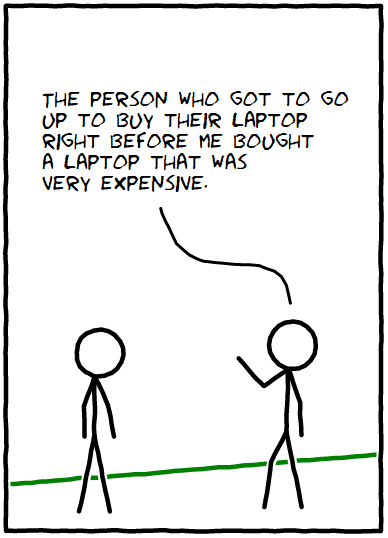 THE PERSON WHO GOT TO GO
UP TO BUY THEIR LAPTOP
RIGHT BEFORE ME BOUGHT
A LAPTOP THAT WAS
VERY EXPENSIVE.